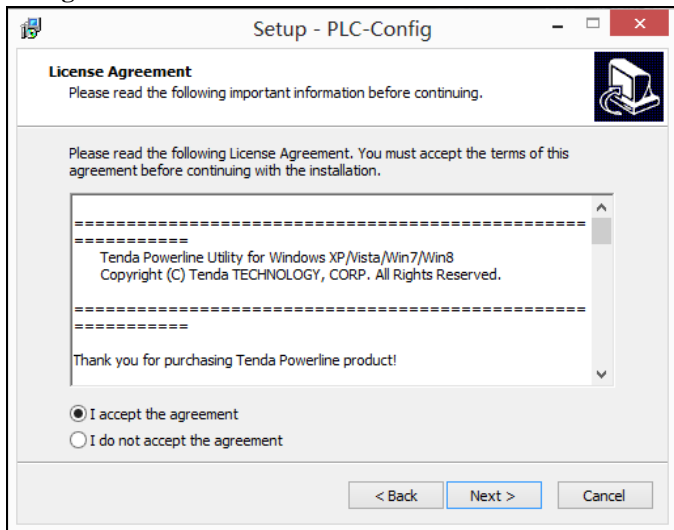 Setup - PLC-Config
License Agreement
Please read the following important information before continuing.
Please read the following License Agreement. You must accept the terms of this
agreement before continuing with the installation.
=================================================
===========
Tenda Powerline Utility for Windows XP/Vista/Win7/Win8
Copyright (C) Tenda TECHNOLOGY, CORP. All Rights Reserved.
=================================================
===========
Thank you for purchasing Tenda Powerline product!
I accept the agreement
I do not accept the agreement
< Back Next > Cancel